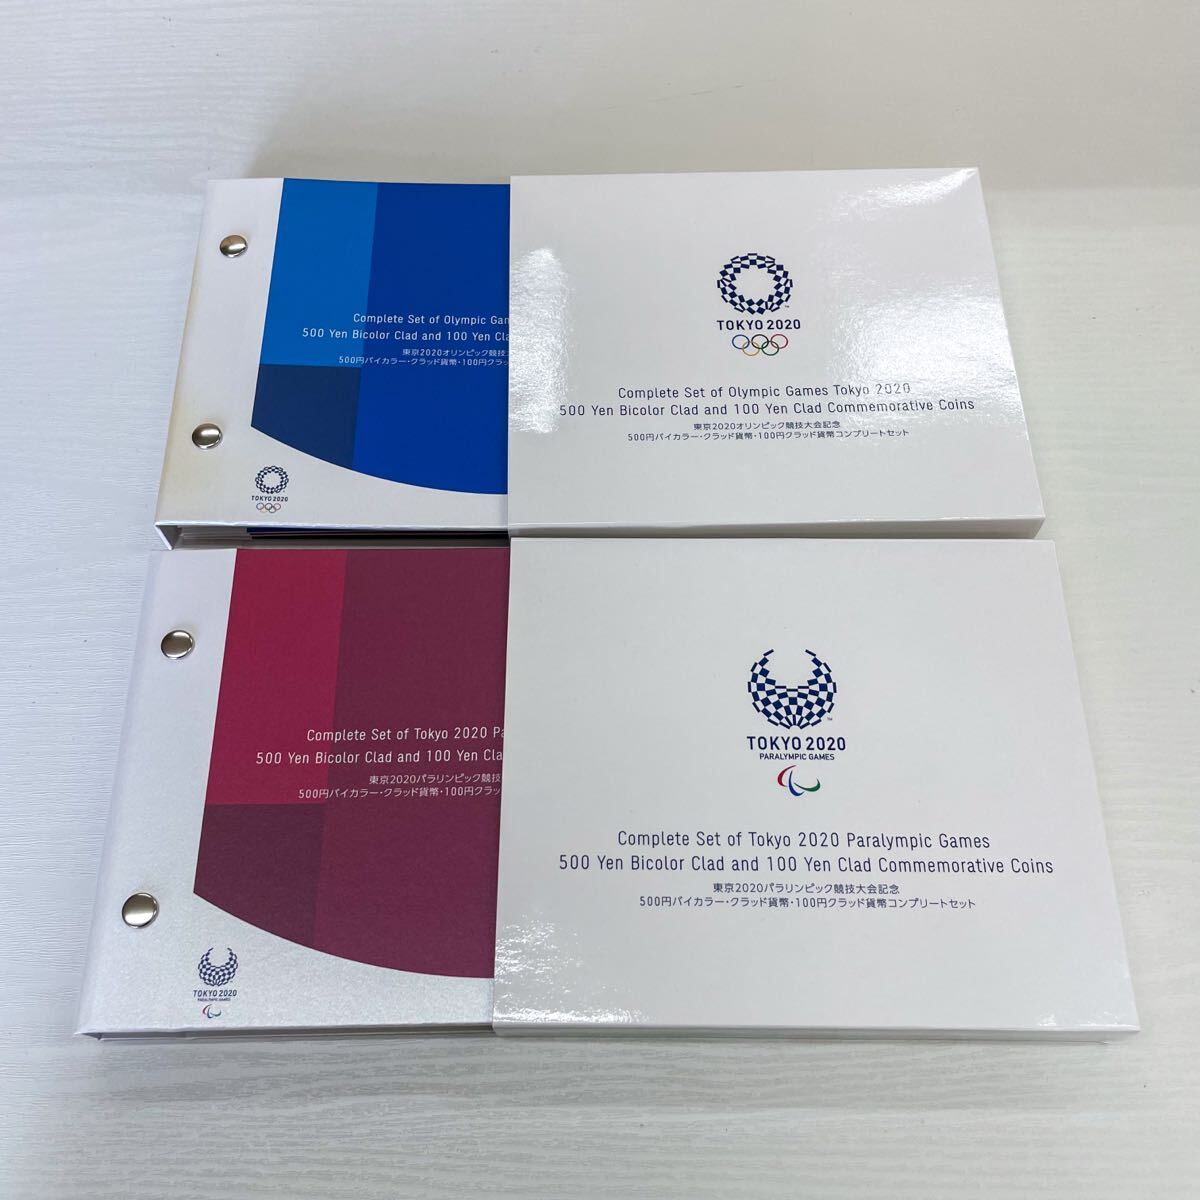 Complete Set of Olympic Gam
500 Yen Bicolor Clad and 100 Yen Cla
東京2020オリンピック競技
500円バイカラー・クラッド貨幣・100円クラッ
TOKYO 2020
TOKYO 2020
Complete Set of Olympic Games Tokyo 2020
500 Yen Bicolor Clad and 100 Yen Clad Commemorative Coins
東京2020オリンピック競技大会記念
500円バイカラー・クラッド貨幣・100円クラッド貨幣コンプリートセット
Complete Set of Tokyo 2020 Pa
500 Yen Bicolor Clad and 100 Yen Cla
東京2020パラリンピック競技
500円バイカラー・クラッド貨幣・100円クラッ
TOKYO 2020
PARALYMPIC GAMES
TOKYO 2020
PARALYMPIC GAMES
Complete Set of Tokyo 2020 Paralympic Games
500 Yen Bicolor Clad and 100 Yen Clad Commemorative Coins
東京2020パラリンピック競技大会記念
500円バイカラー・クラッド貨幣・100円クラッド貨幣コンプリートセット